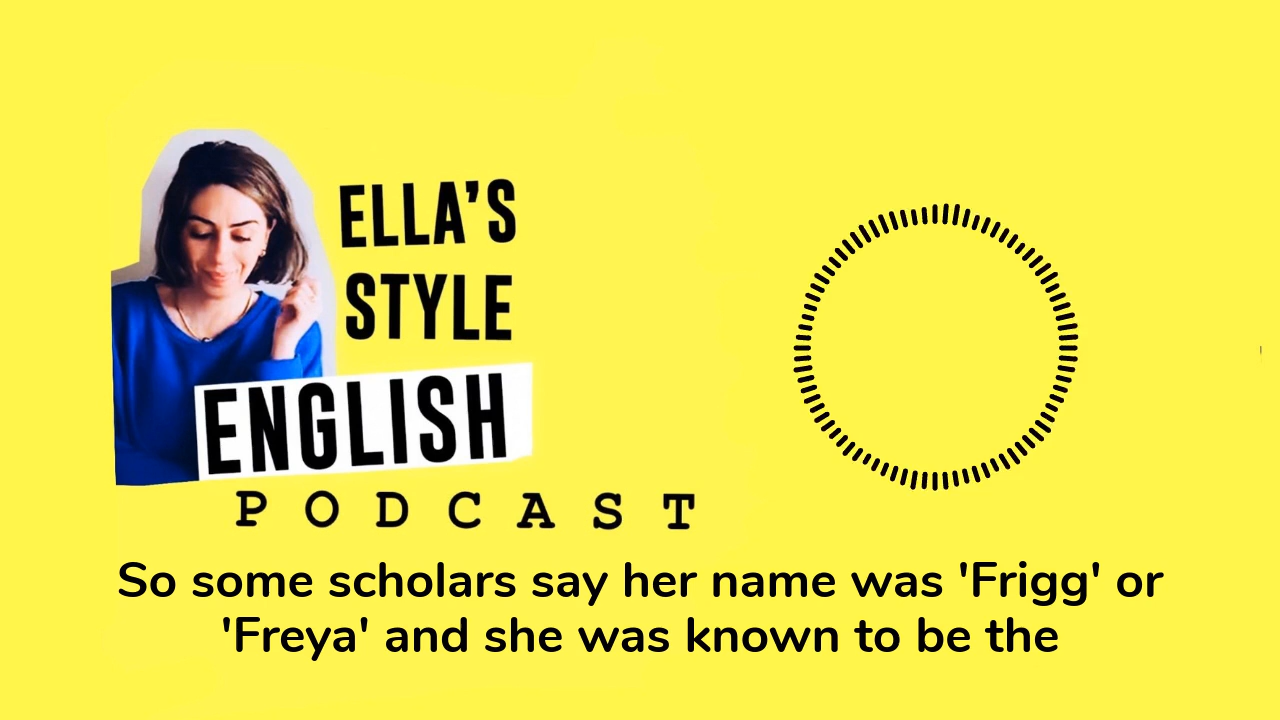 ELLA'S
STYLE
ENGLISH
PODCAST
So some scholars say her name was 'Frigg' or
'Freya' and she was known to be the